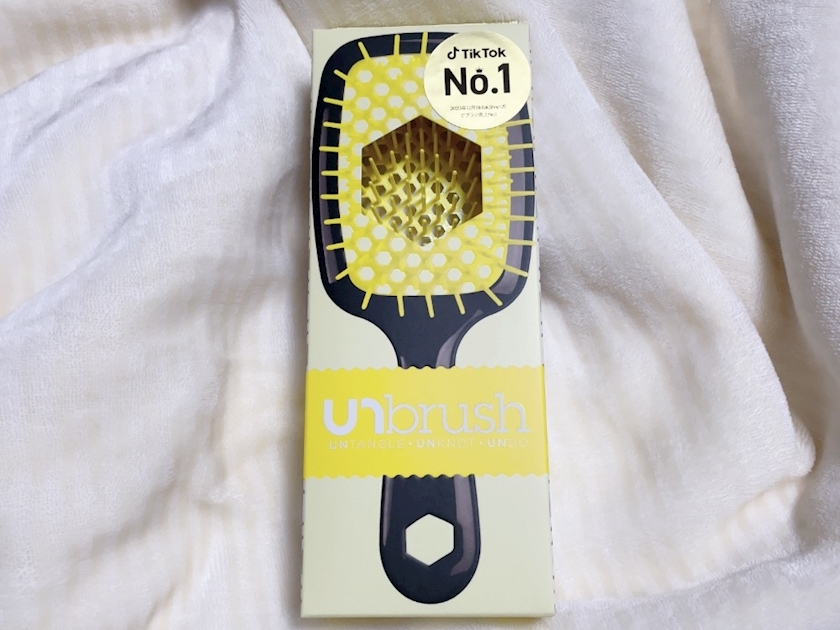 TikTok
No.1
unbrush
UNTANGLE • UNKNOT • UNDO